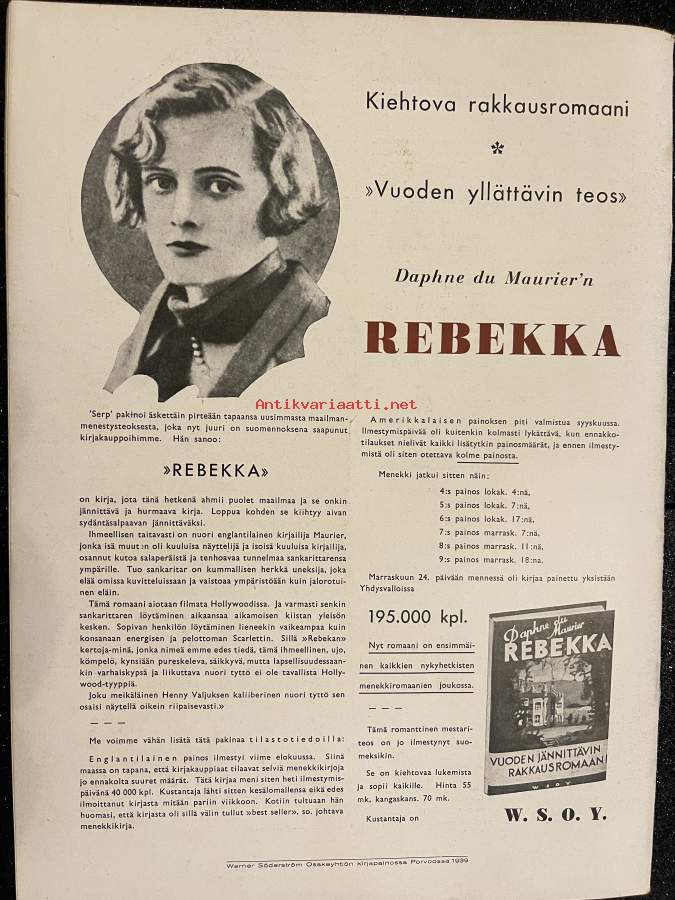 Kiehtova rakkausromaani
*
»Vuoden yllättävin teos»
Daphne du Maurier'n
REBEKKA
Antikvariaatti.net
'Serp' pakinoi äskettäin pirteään tapaansa uusimmasta maailman-
menestysteoksesta, joka nyt juuri on suomennoksena saapunut
kirjakauppoihimme. Hän sanoo:
»REBEKKA»
on kirja, jota tänä hetkenä ahmii puolet maailmaa ja se onkin
jännittävä ja hurmaava kirja. Loppua kohden se kiihtyy aivan
sydäntäsalpaavan jännittäväksi.
Ihmeellisen taitavasti on nuori englantilainen kirjailija Maurier,
jonka isä muut:n oli kuuluisa näyttelijä ja isoisä kuuluisa kirjailija,
osannut kutoa salaperäistä ja tenhoavaa tunnelmaa sankarittarensa
ympärille. Tuo sankaritar on kummallisen herkkä uneksija, joka
elää omissa kuvitteluissaan ja vaistoaa ympäristöään kuin jalorotui-
nen eläin.
Tämä romaani aiotaan filmata Hollywoodissa. Ja varmasti senkin
sankarittaren löytäminen aikaansaa aikamoisen kiistan yleisön
kesken. Sopivan henkilön löytäminen lieneekin vaikeampaa kuin
konsanaan energisen ja pelottoman Scarlettin. Sillä »Rebekan»
kertoja-minä, jonka nimeä emme edes tiedä, tämä ihmeellinen, ujo,
kömpelö, kynsiään pureskeleva, säikkyvä, mutta lapsellisuudessaan-
kin varhaiskypsä ja liikuttava nuori tyttö ei ole tavallista Holly-
wood-tyyppiä.
Joku meikäläinen Henny Valjuksen kaliiberinen nuori tyttö sen
osaisi näytellä oikein riipaisevasti.»
— — —
Me voimme vähän lisätä tätä pakinaa tilastotiedoilla:
Englantilainen painos ilmestyi viime elokuussa. Siinä
maassa on tapana, että kirjakauppiaat tilaavat selviä menekkikirjoja
jo ennakolta suuret määrät. Tätä kirjaa meni siten heti ilmestymis-
päivänä 40 000 kpl. Kustantaja lähti sitten kesälomallensa eikä edes
ilmoittanut kirjasta mitään pariin viikkoon. Kotiin tultuaan hän
huomasi, että kirjasta oli sillä välin tullut »best seller», so. johtava
menekkikirja.
Amerikkalaisen painoksen piti valmistua syyskuussa.
Ilmestymispäivää oli kuitenkin kolmasti lykättävä, kun ennakko-
tilaukset nielivät kaikki lisätytkin painosmäärät, ja ennen ilmesty-
mistä oli siten otettava kolme painosta.
Menekki jatkui sitten näin:
4:s painos lokak. 4:nä,
5:s painos lokak. 7:nä,
6:s painos lokak. 17:nä,
7:s painos marrask. 7:nä,
8:s painos marrask. 11:nä,
9:s painos marrask. 18:na.
Marraskuun 24. päivään mennessä oli kirjaa painettu yksistään
Yhdysvalloissa
195.000 kpl.
Nyt romaani on ensimmäi-
nen kaikkien nykyhetkisten
menekkiromaanien joukossa.
— — —
Tämä romanttinen mestari-
teos on jo ilmestynyt suo-
meksikin.
Se on kiehtovaa lukemista
ja sopii kaikille. Hinta 55
mk, kangaskans. 70 mk.
Kustantaja on
Daphne du
Maurier
REBEKKA
VUODEN JÄNNITTÄVIN
RAKKAUSROMAANI
WSOY
W. S. O. Y.
Werner Söderström Osakeyhtiön kirjapainossa Porvoossa 1939